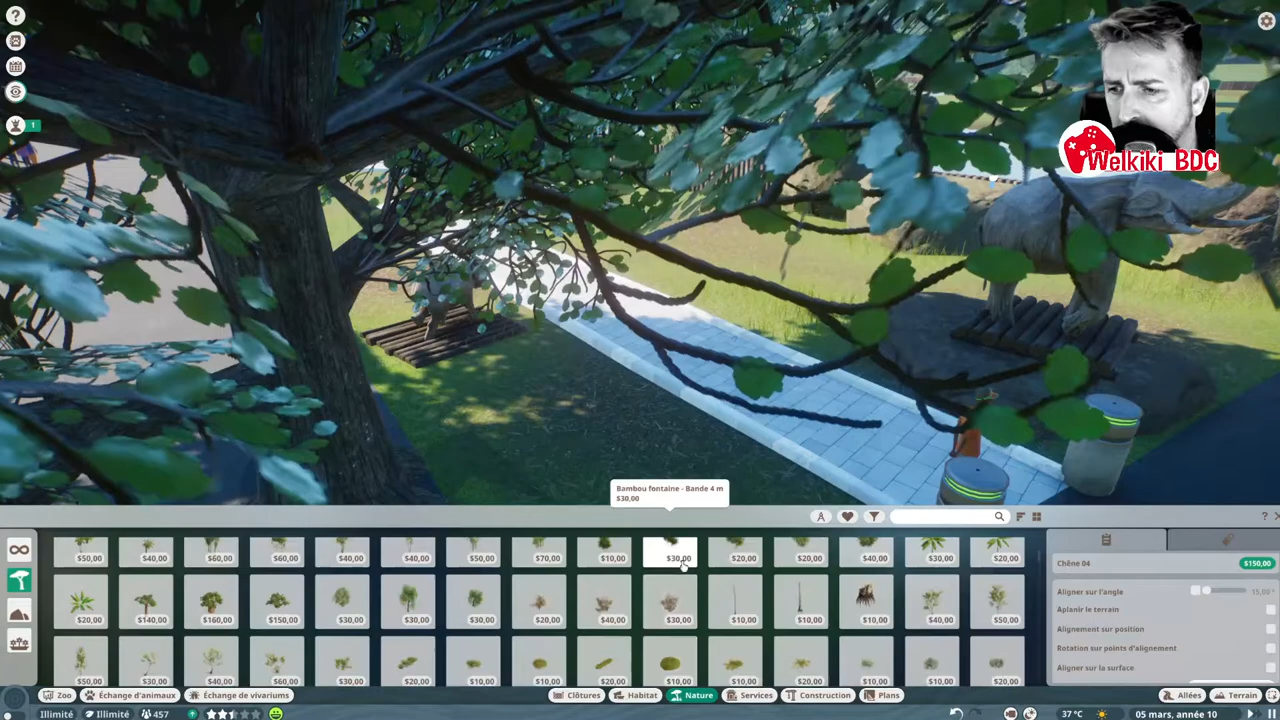 ?
1
Welkiki BDC
Bambou fontaine - Bande 4 m
$30,00
?
$50,00 $40,00 $60,00 $60,00 $40,00 $40,00 $50,00 $70,00 $10,00 $30,00 $20,00 $20,00 $40,00 $30,00 $20,00
Chêne 04 $150,00
Aligner sur l'angle 15,00 °
Aplanir le terrain
$20,00 $140,00 $160,00 $150,00 $30,00 $30,00 $30,00 $20,00 $40,00 $30,00 $10,00 $10,00 $10,00 $40,00 $50,00
Alignement sur position
Rotation sur points d'alignement
Aligner sur la surface
$50,00 $30,00 $40,00 $60,00 $30,00 $20,00 $10,00 $10,00 $10,00 $10,00 $10,00 $20,00 $10,00 $10,00 $10,00
Zoo Échange d'animaux Échange de vivariums Clôtures Habitat Nature Services Construction Plans Allées Terrain
Illimité Illimité 457 37 °C 05 mars, année 10